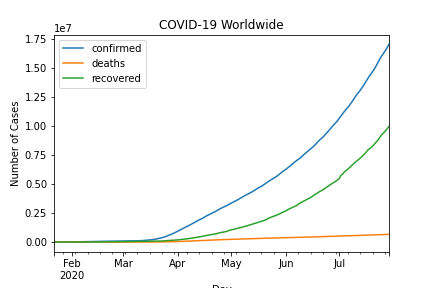 COVID-19 Worldwide
1e7
1.75
1.50
1.25
1.00
0.75
0.50
0.25
0.00
Number of Cases
confirmed
deaths
recovered
Feb Mar Apr May Jun Jul
2020